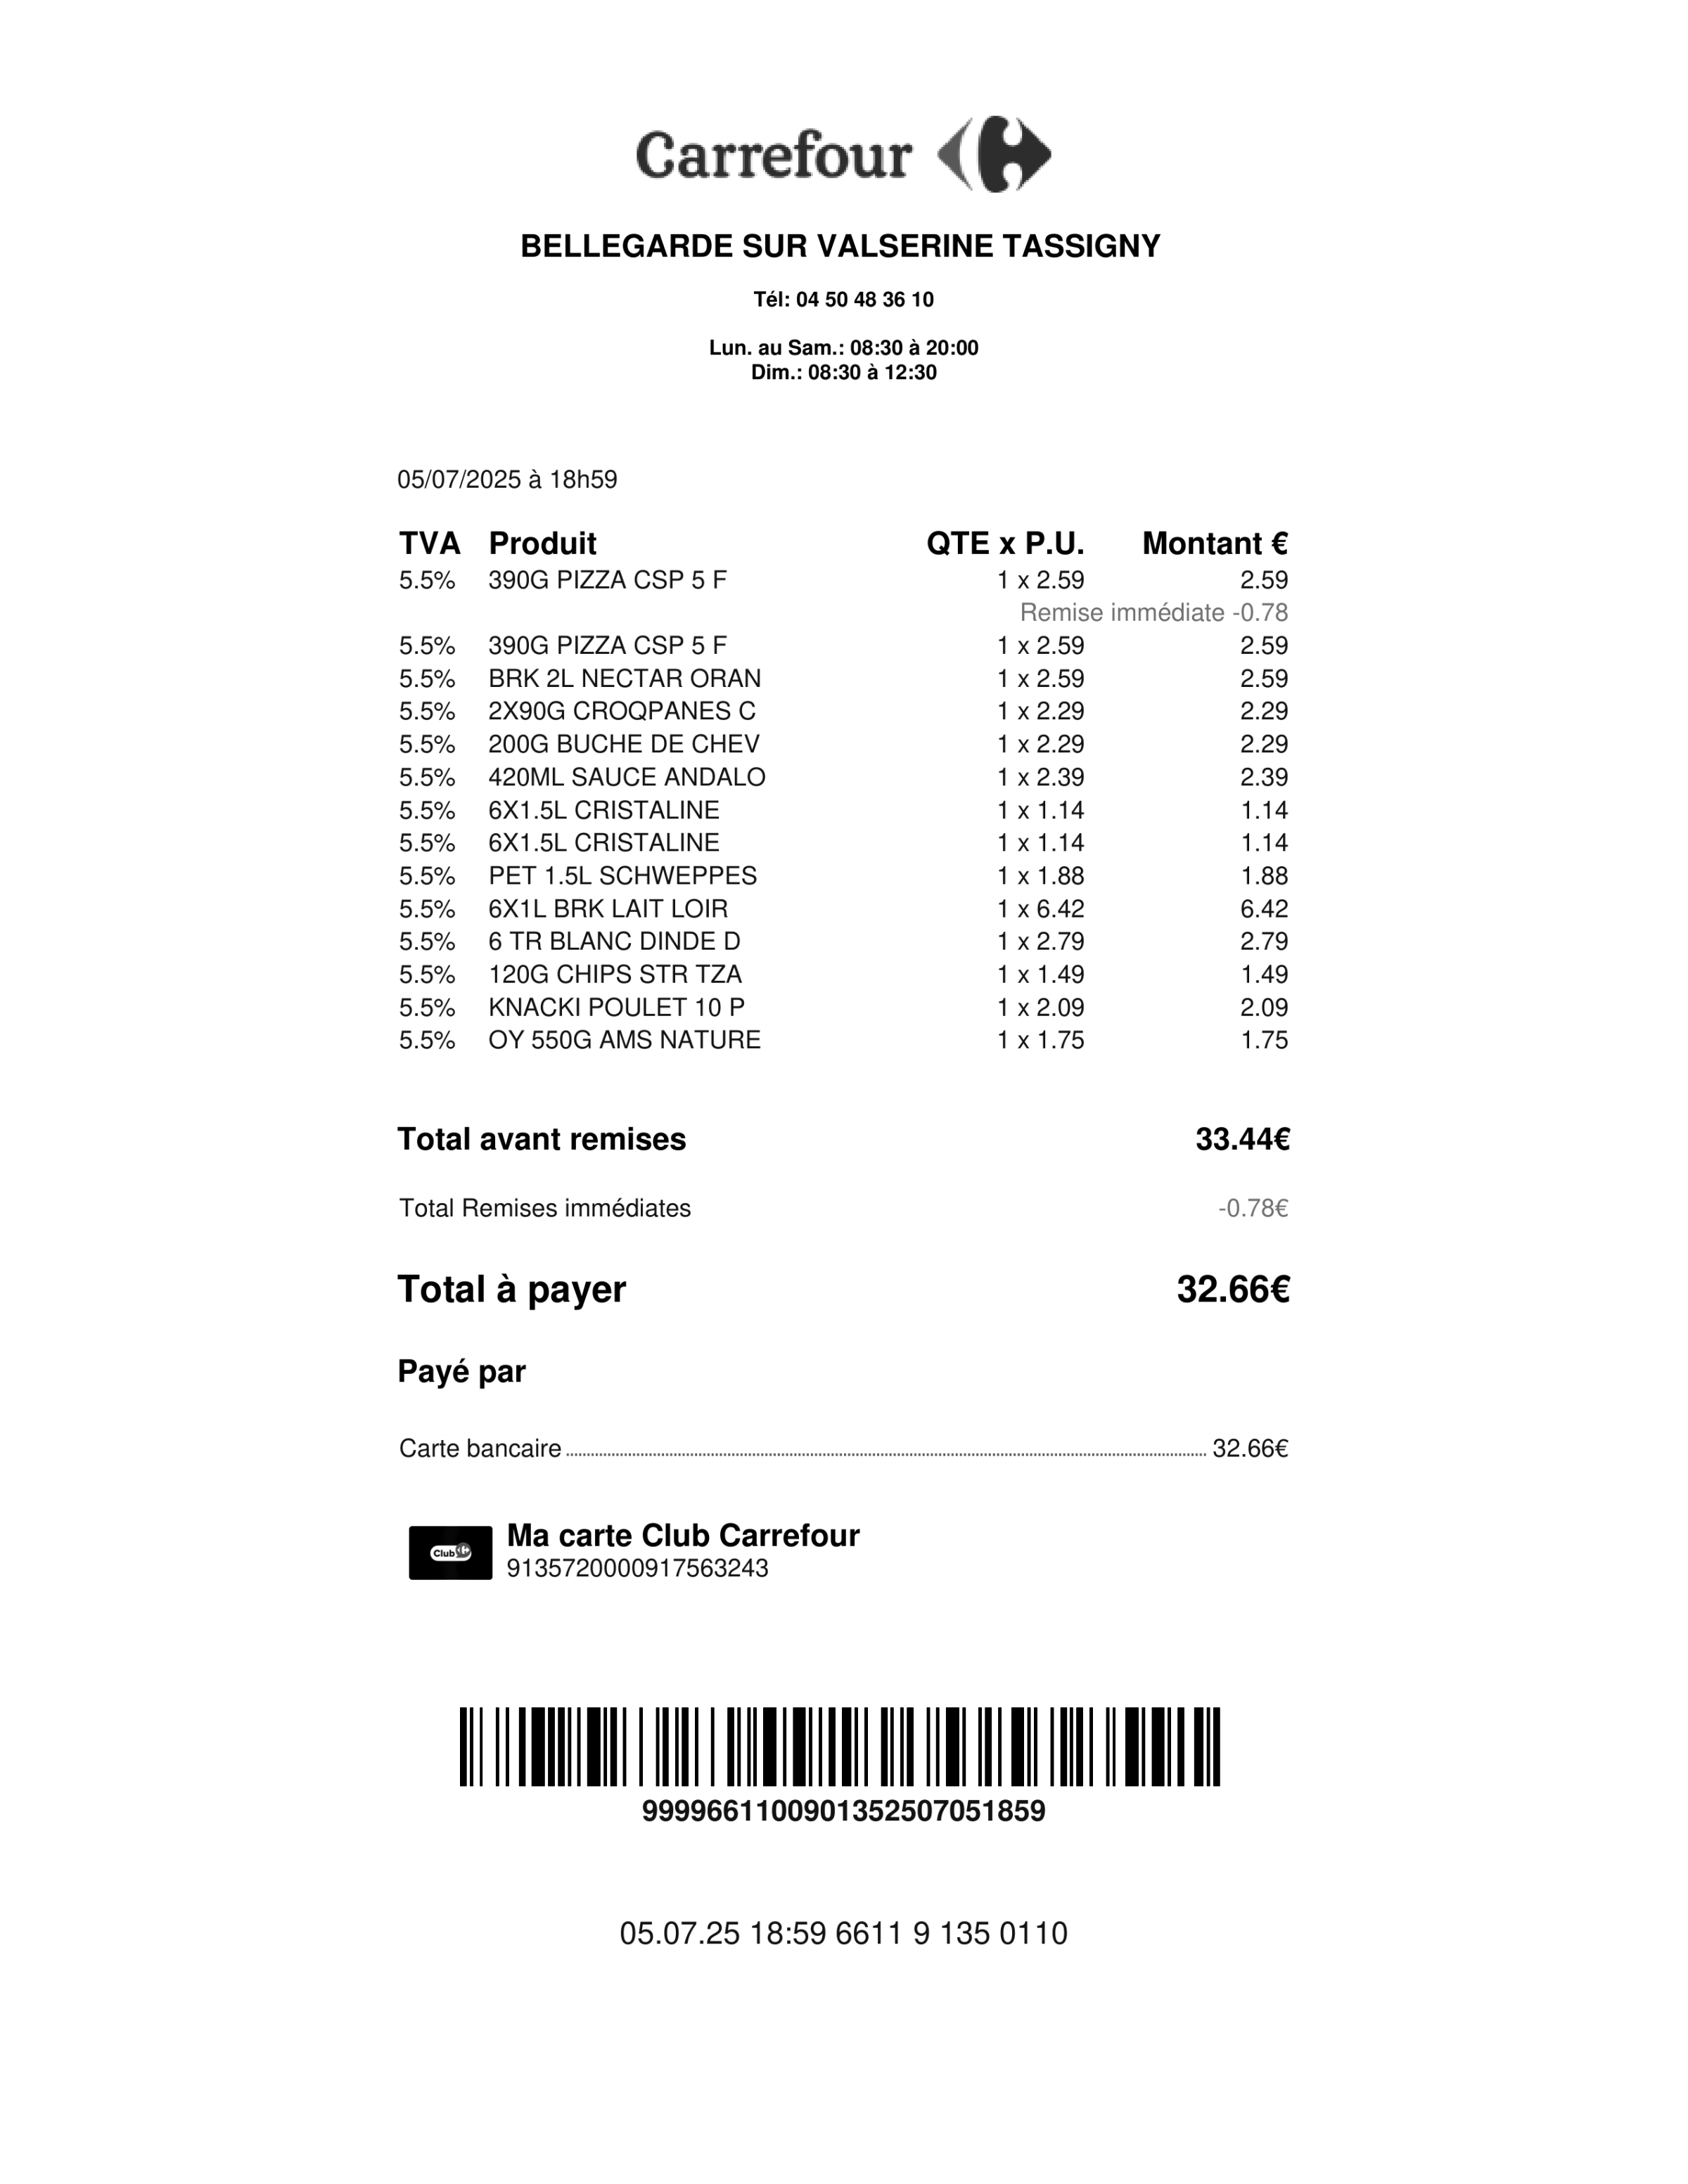 Carrefour
BELLEGARDE SUR VALSERINE TASSIGNY
Tél: 04 50 48 36 10
Lun. au Sam.: 08:30 à 20:00
Dim.: 08:30 à 12:30
05/07/2025 à 18h59
TVA Produit QTE x P.U. Montant €
5.5% 390G PIZZA CSP 5 F 1 x 2.59 2.59
Remise immédiate -0.78
5.5% 390G PIZZA CSP 5 F 1 x 2.59 2.59
5.5% BRK 2L NECTAR ORAN 1 x 2.59 2.59
5.5% 2X90G CROQPANES C 1 x 2.29 2.29
5.5% 200G BUCHE DE CHEV 1 x 2.29 2.29
5.5% 420ML SAUCE ANDALO 1 x 2.39 2.39
5.5% 6X1.5L CRISTALINE 1 x 1.14 1.14
5.5% 6X1.5L CRISTALINE 1 x 1.14 1.14
5.5% PET 1.5L SCHWEPPES 1 x 1.88 1.88
5.5% 6X1L BRK LAIT LOIR 1 x 6.42 6.42
5.5% 6 TR BLANC DINDE D 1 x 2.79 2.79
5.5% 120G CHIPS STR TZA 1 x 1.49 1.49
5.5% KNACKI POULET 10 P 1 x 2.09 2.09
5.5% OY 550G AMS NATURE 1 x 1.75 1.75
Total avant remises 33.44€
Total Remises immédiates -0.78€
Total à payer 32.66€
Payé par
Carte bancaire 32.66€
Club
Ma carte Club Carrefour
9135720000917563243
9999661100901352507051859
05.07.25 18:59 6611 9 135 0110